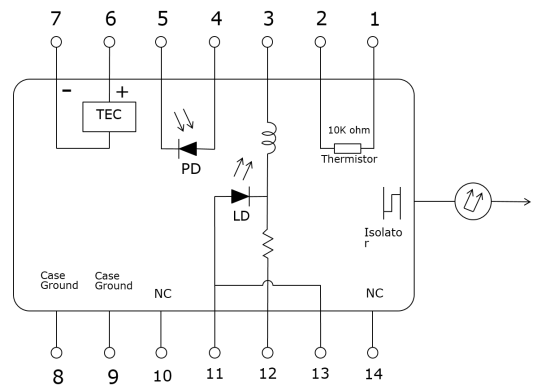 7 6 5 4 3 2 1
- +
TEC
10K ohm
Thermistor
PD
LD
Isolato
r
Case
Ground
Case
Ground
NC
NC
8 9 10 11 12 13 14